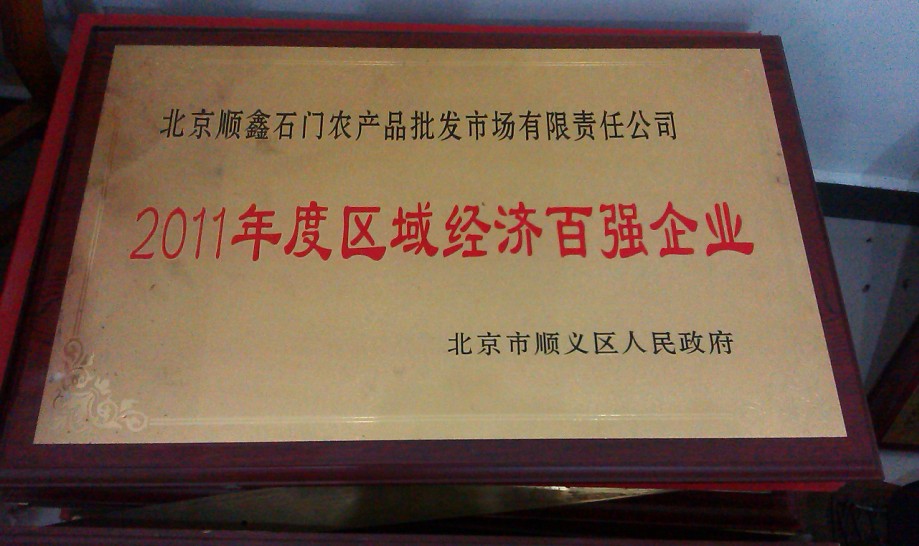 北京顺鑫石门农产品批发市场有限责任公司
2011年度区域经济百强企业
北京市顺义区人民政府